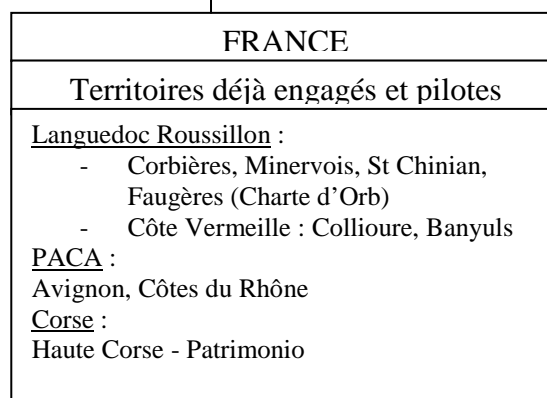 FRANCE
Territoires déjà engagés et pilotes
Languedoc Roussillon :
- Corbières, Minervois, St Chinian,
Faugères (Charte d’Orb)
- Côte Vermeille : Collioure, Banyuls
PACA :
Avignon, Côtes du Rhône
Corse :
Haute Corse - Patrimonio